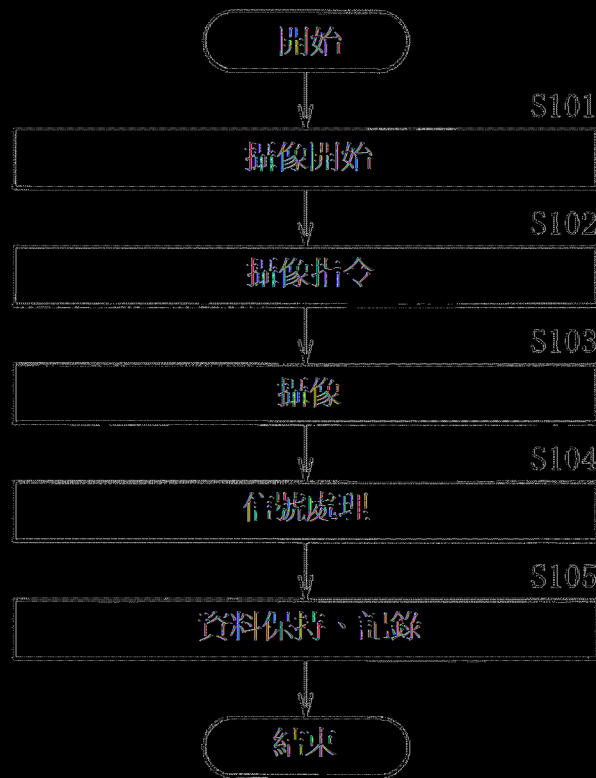 開始
S101
攝像開始
S102
攝像指令
S103
攝像
S104
信號處理
S105
資料保持、記錄
結束